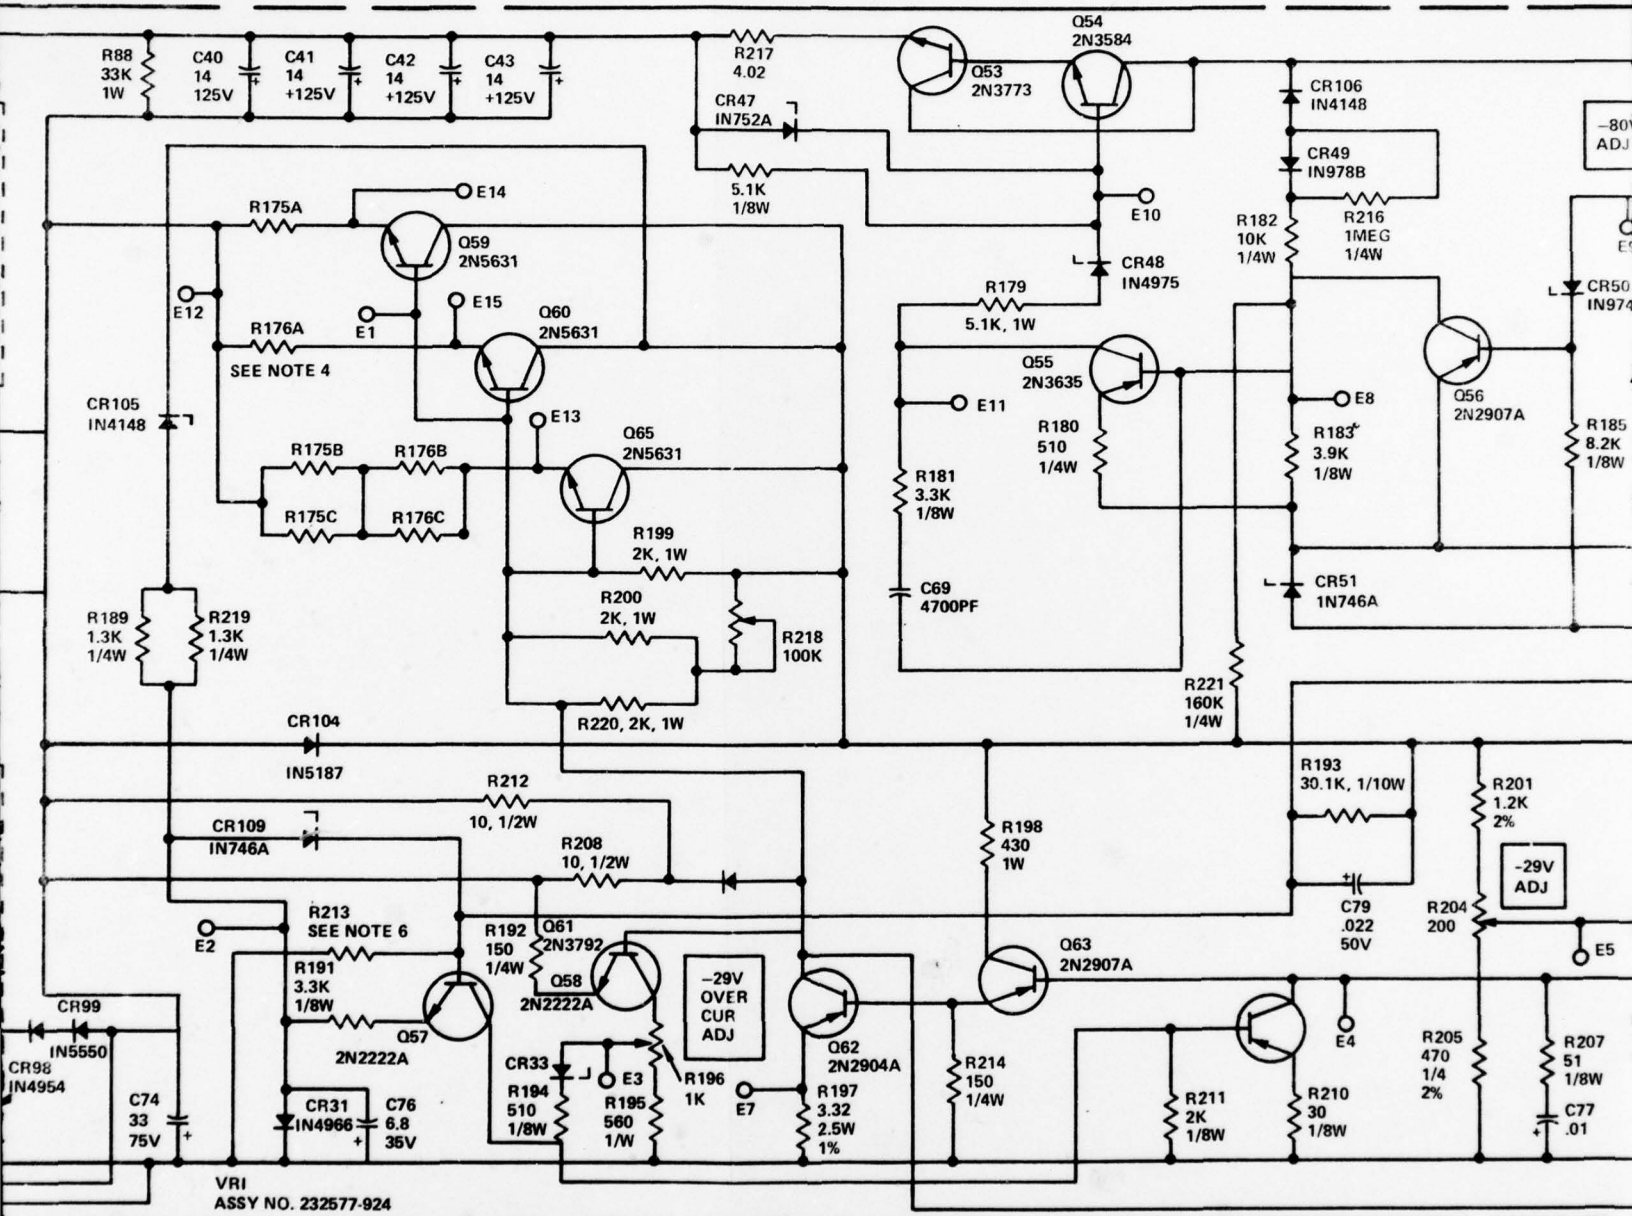 R88
33K
1W
C40
14
125V
C41
14
+125V
C42
14
+125V
C43
14
+125V
R217
4.02
Q53
2N3773
Q54
2N3584
CR47
IN752A
5.1K
1/8W
E10
CR106
IN4148
CR49
IN978B
R216
1MEG
1/4W
R182
10K
1/4W
ADJ
CR48
IN4975
R179
5.1K, 1W
R175A
E14
Q59
2N5631
E12
E1
E15
Q60
2N5631
R176A
SEE NOTE 4
E13
Q65
2N5631
CR105
IN4148
R175B
R176B
R175C
R176C
R199
2K, 1W
R200
2K, 1W
R218
100K
R220, 2K, 1W
R189
1.3K
1/4W
R219
1.3K
1/4W
Q55
2N3635
E11
R180
510
1/4W
R181
3.3K
1/8W
C69
4700PF
E8
R183
3.9K
1/8W
Q56
2N2907A
CR50
IN974
R185
8.2K
1/8W
CR51
1N746A
R221
160K
1/4W
CR104
IN5187
R212
10, 1/2W
CR109
IN746A
R208
10, 1/2W
R198
430
1W
R193
30.1K, 1/10W
C79
+
.022
50V
R201
1.2K
2%
-29V
ADJ
R204
200
E5
E2
R213
SEE NOTE 6
R191
3.3K
1/8W
R192
150
1/4W
Q61
2N3792
Q58
2N2222A
Q57
2N2222A
-29V
OVER
CUR
ADJ
Q63
2N2907A
Q62
2N2904A
E4
CR99
IN5550
CR98
IN4954
C74
33
75V
+
CR31
IN4966
C76
6.8
35V
+
CR33
R194
510
1/8W
E3
R195
560
1/W
R196
1K
E7
R197
3.32
2.5W
1%
R214
150
1/4W
R211
2K
1/8W
R210
30
1/8W
R205
470
1/4
2%
R207
51
1/8W
C77
.01
+
VRI
ASSY NO. 232577-924